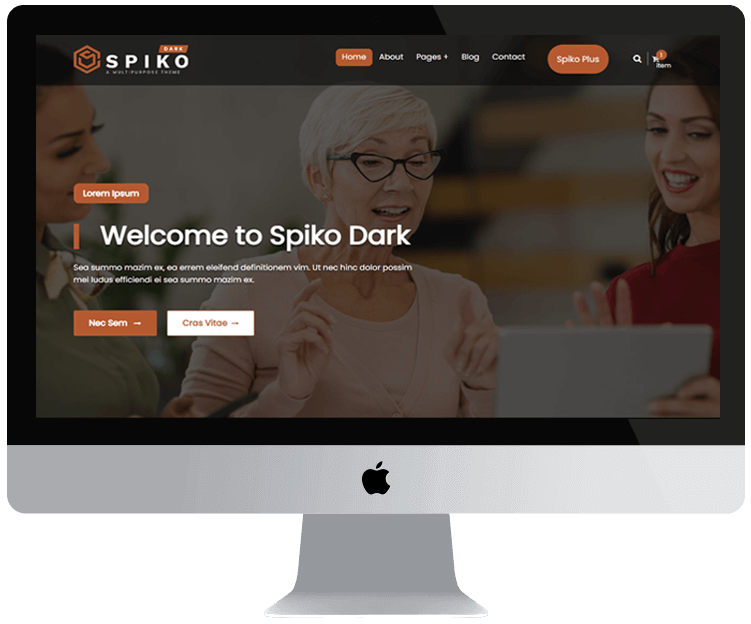 DARK
SPIKO
A MULTI-PURPOSE THEME
Home About Pages + Blog Contact Spiko Plus 1 item
Lorem Ipsum
Welcome to Spiko Dark
Sea summo mazim ex, ea errem eleifend definitionem vim. Ut nec hinc dolor possim
mei ludus efficiendi ei sea summo mazim ex.
Nec Sem → Cras Vitae →